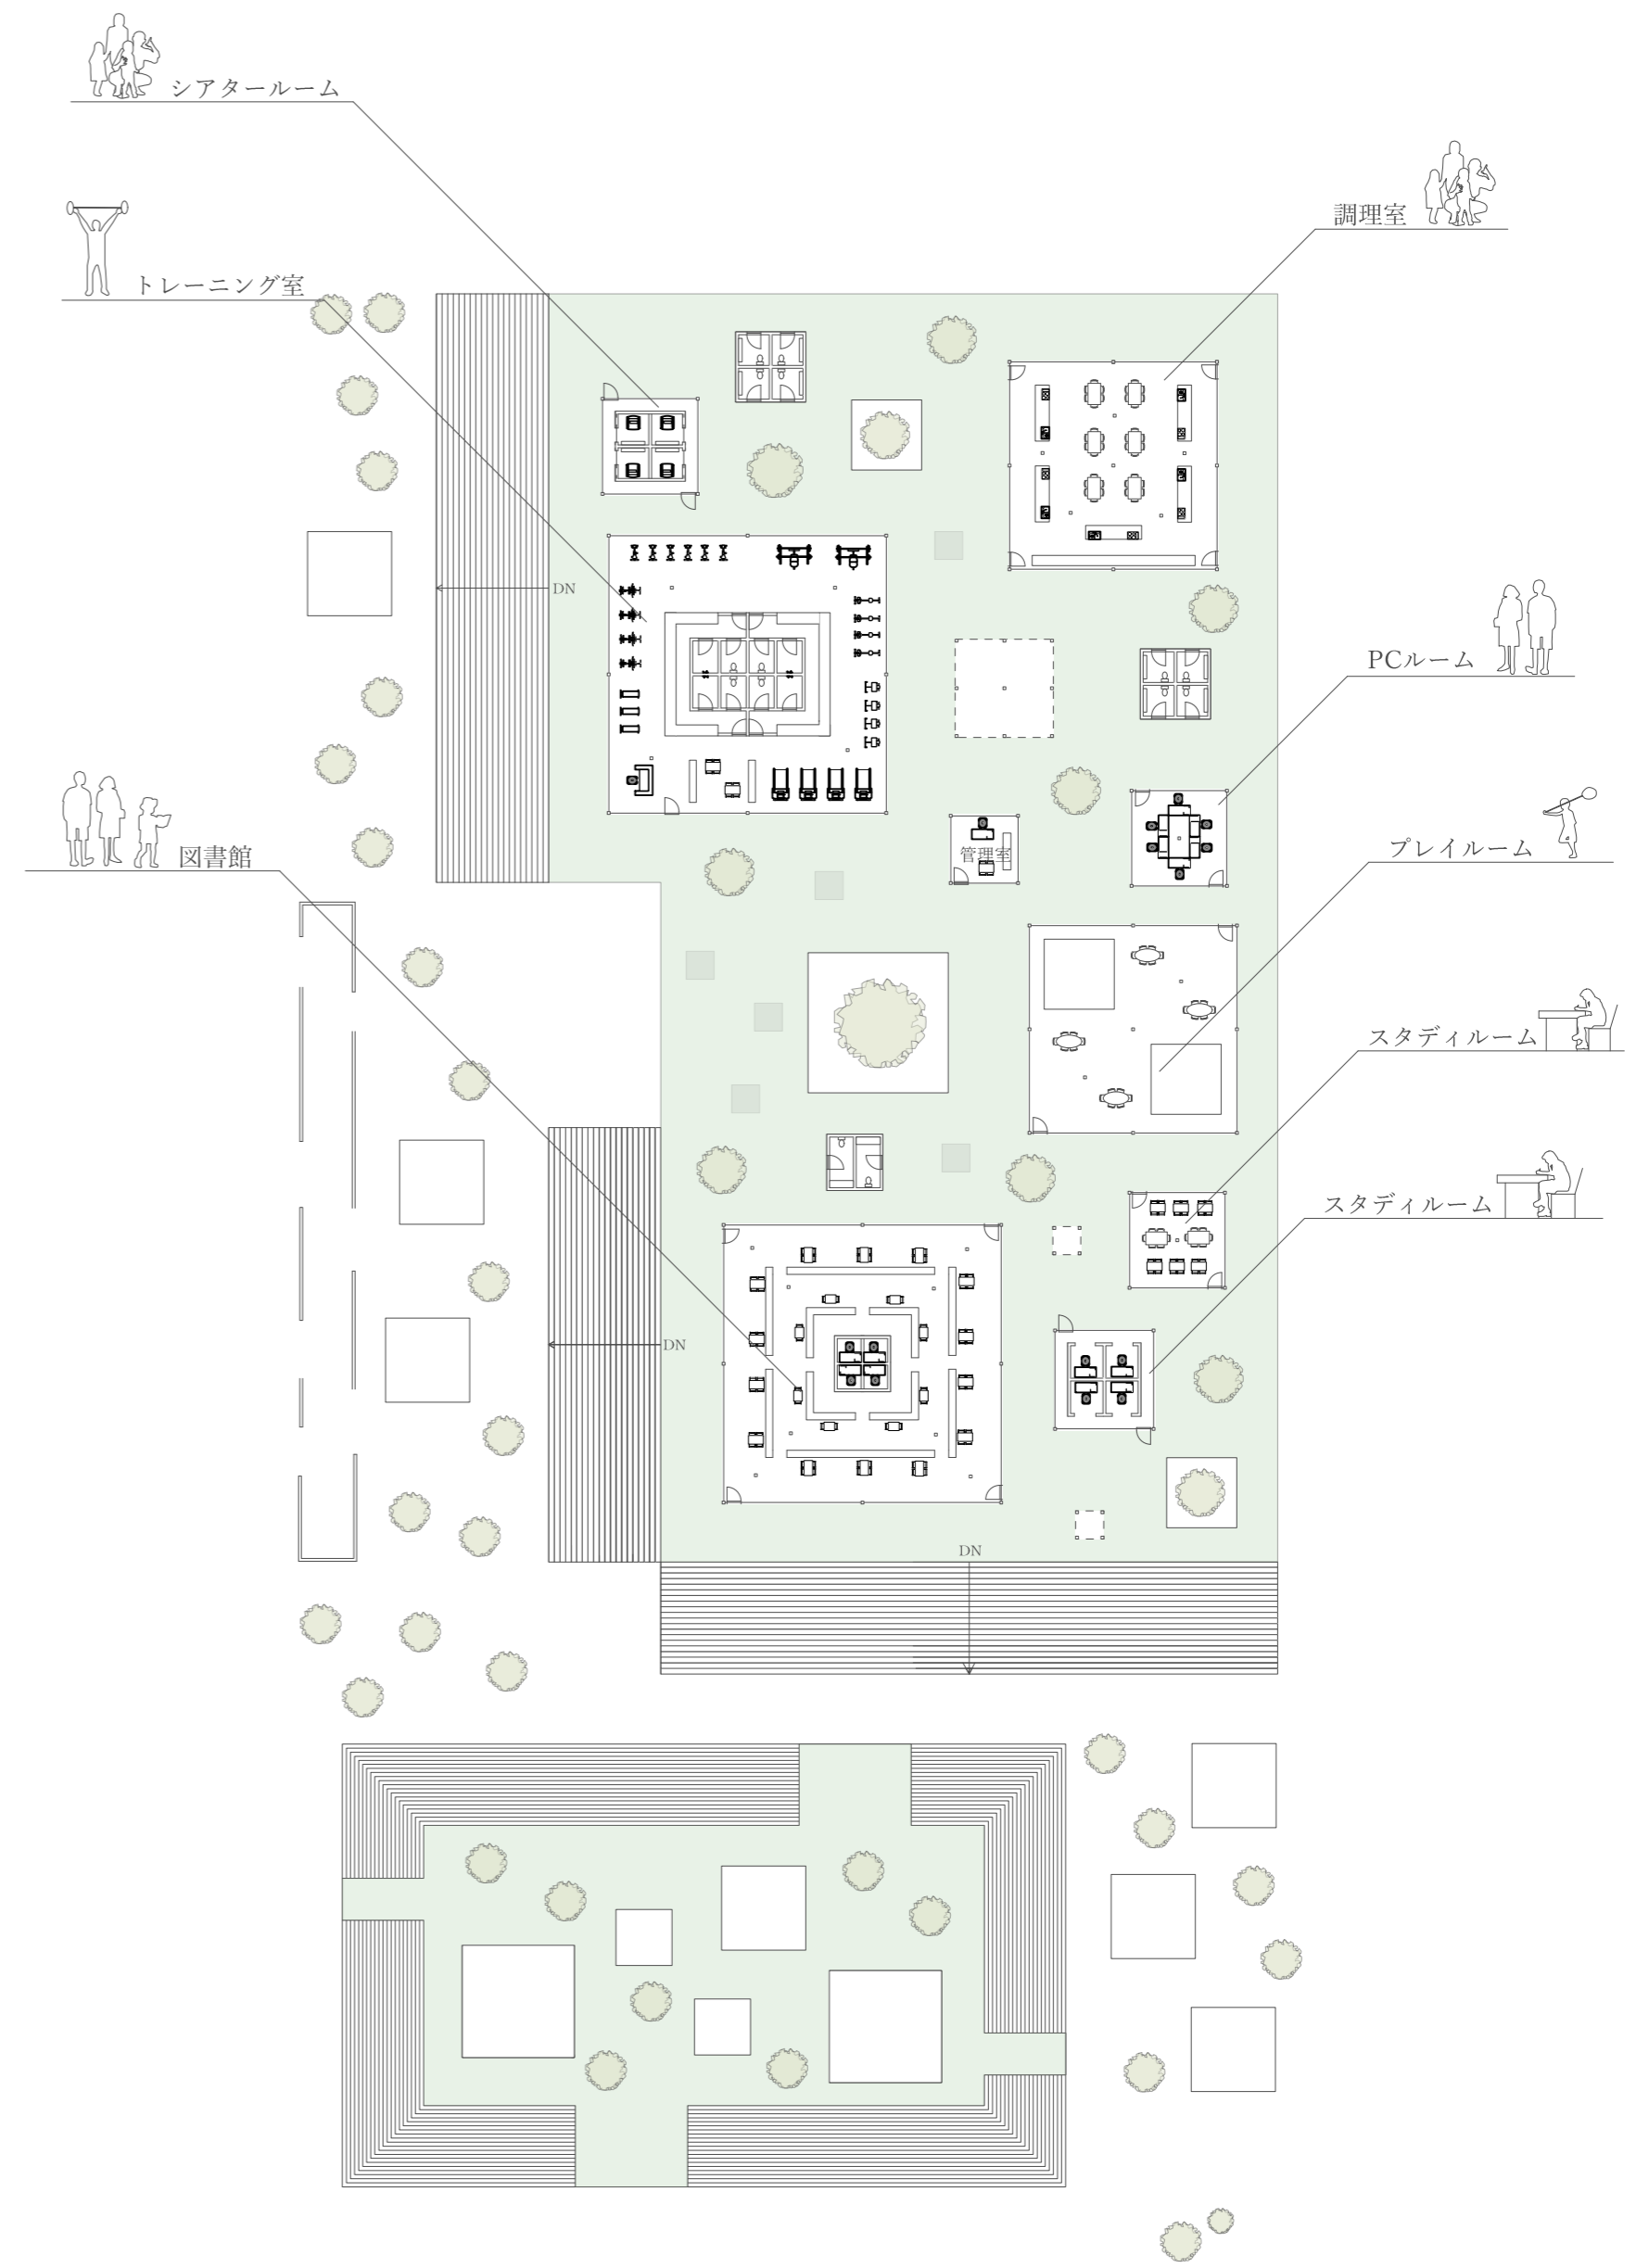 シアタールーム
調理室
トレーニング室
DN
PCルーム
プレイルーム
図書館
管理室
スタディルーム
スタディルーム
DN
DN